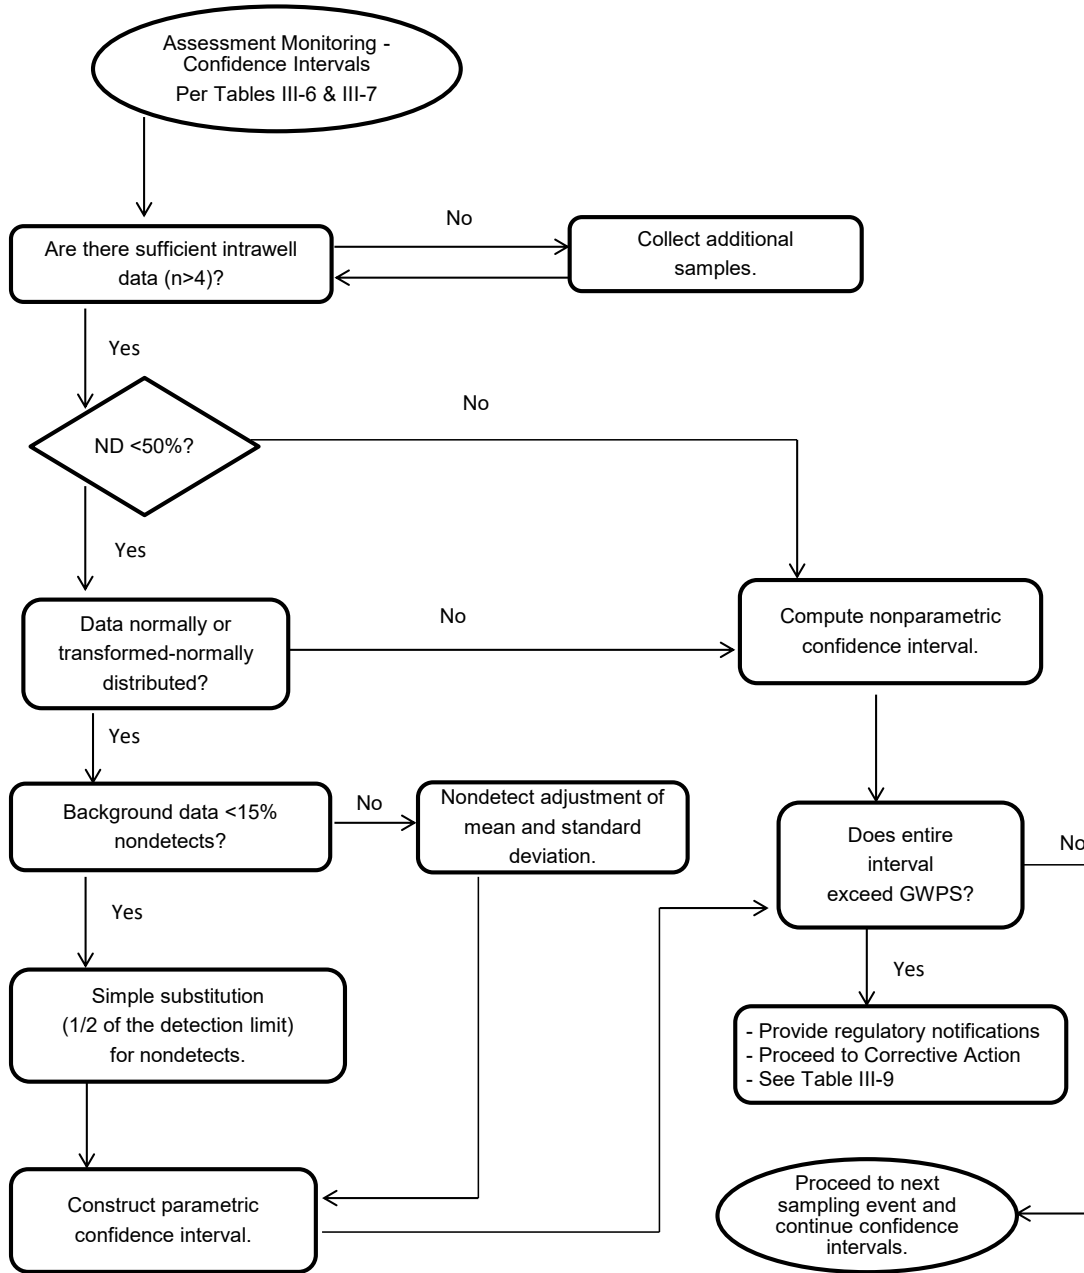 Assessment Monitoring -
Confidence Intervals
Per Tables III-6 & III-7
No
Are there sufficient intrawell
data (n>4)?
Collect additional
samples.
Yes
No
ND <50%?
Yes
Data normally or
transformed-normally
distributed?
No
Compute nonparametric
confidence interval.
Yes
Background data <15%
nondetects?
No
Nondetect adjustment of
mean and standard
deviation.
Does entire
interval
exceed GWPS?
No
Yes
Yes
Simple substitution
(1/2 of the detection limit)
for nondetects.
- Provide regulatory notifications
- Proceed to Corrective Action
- See Table III-9
Construct parametric
confidence interval.
Proceed to next
sampling event and
continue confidence
intervals.